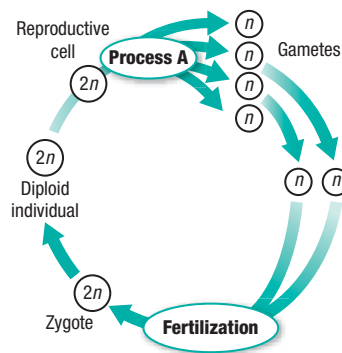 Reproductive
cell
2n
Process A
n
n
n
n
Gametes
2n
Diploid
individual
n
n
2n
Zygote
Fertilization